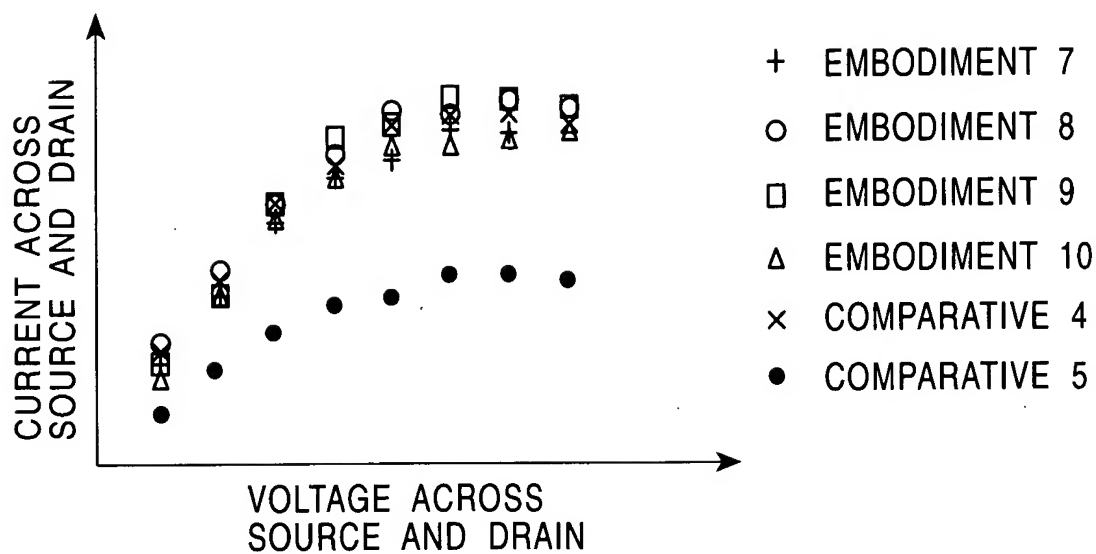 CURRENT ACROSS
SOURCE AND DRAIN
VOLTAGE ACROSS
SOURCE AND DRAIN
EMBODIMENT 7
EMBODIMENT 8
EMBODIMENT 9
EMBODIMENT 10
COMPARATIVE 4
COMPARATIVE 5